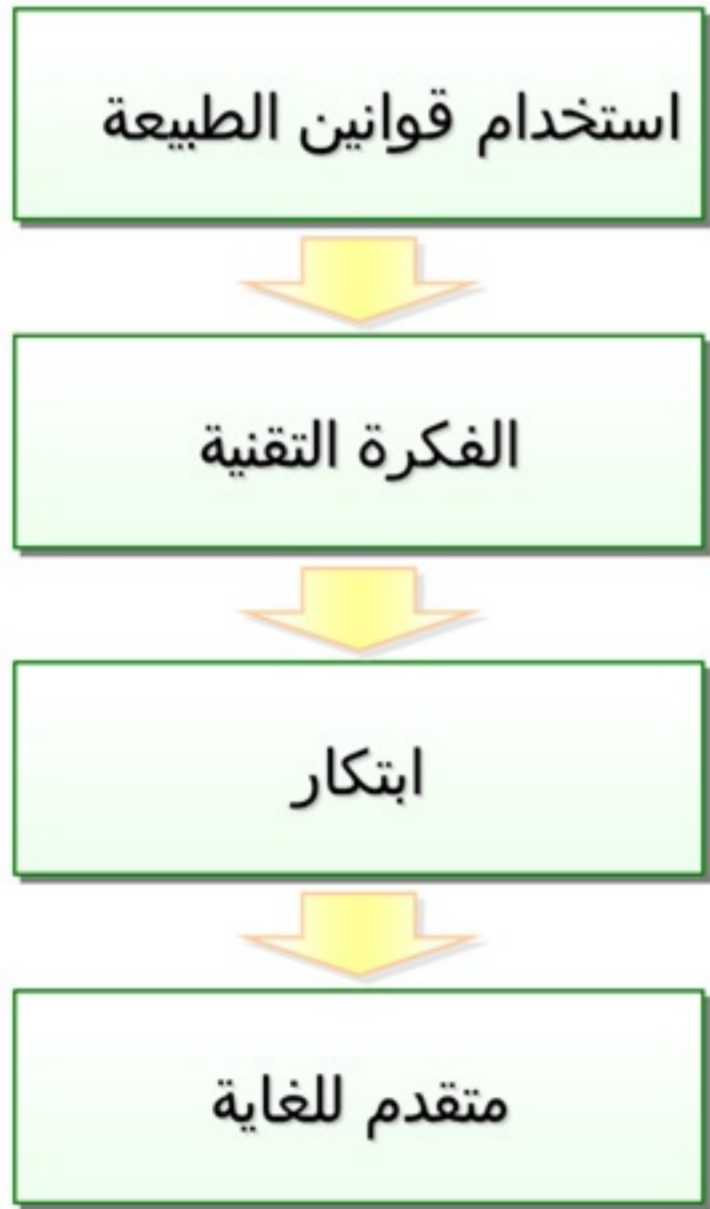 استخدام قوانين الطبيعة
الفكرة التقنية
ابتكار
متقدم للغاية